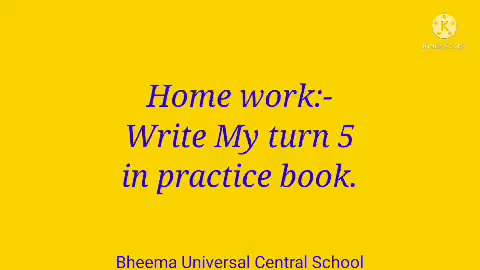 Home work:-
Write My turn 5
in practice book.
Bheema Universal Central School